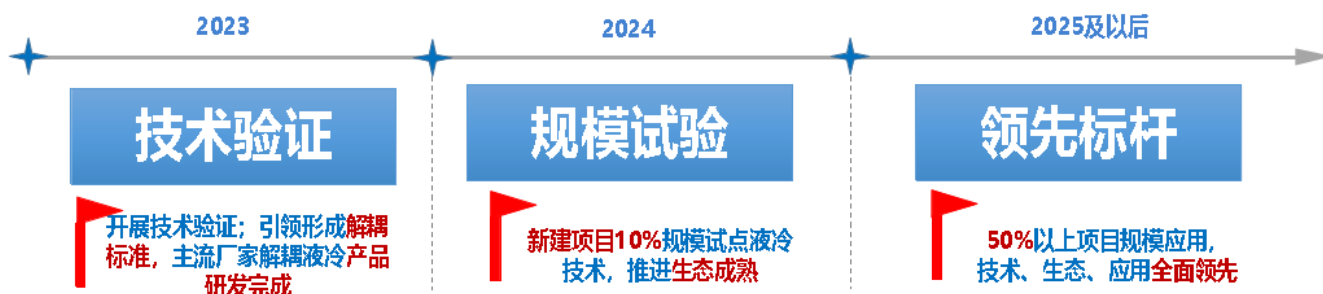 2023
2024
2025及以后
技术验证
规模试验
领先标杆
开展技术验证；引领形成解耦
标准，主流厂家解耦液冷产品
研发完成
新建项目10%规模试点液冷
技术，推进生态成熟
50%以上项目规模应用，
技术、生态、应用全面领先